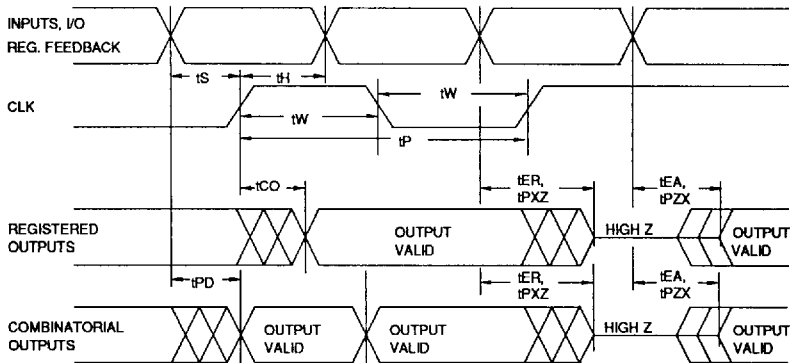 INPUTS, I/O
REG. FEEDBACK
tS
tH
tW
CLK
tW
tP
tCO
tER,
tPXZ
tEA,
tPZX
REGISTERED
OUTPUTS
OUTPUT
VALID
HIGH Z
OUTPUT
VALID
tPD
tER,
tPXZ
tEA,
tPZX
COMBINATORIAL
OUTPUTS
OUTPUT
VALID
OUTPUT
VALID
HIGH Z
OUTPUT
VALID